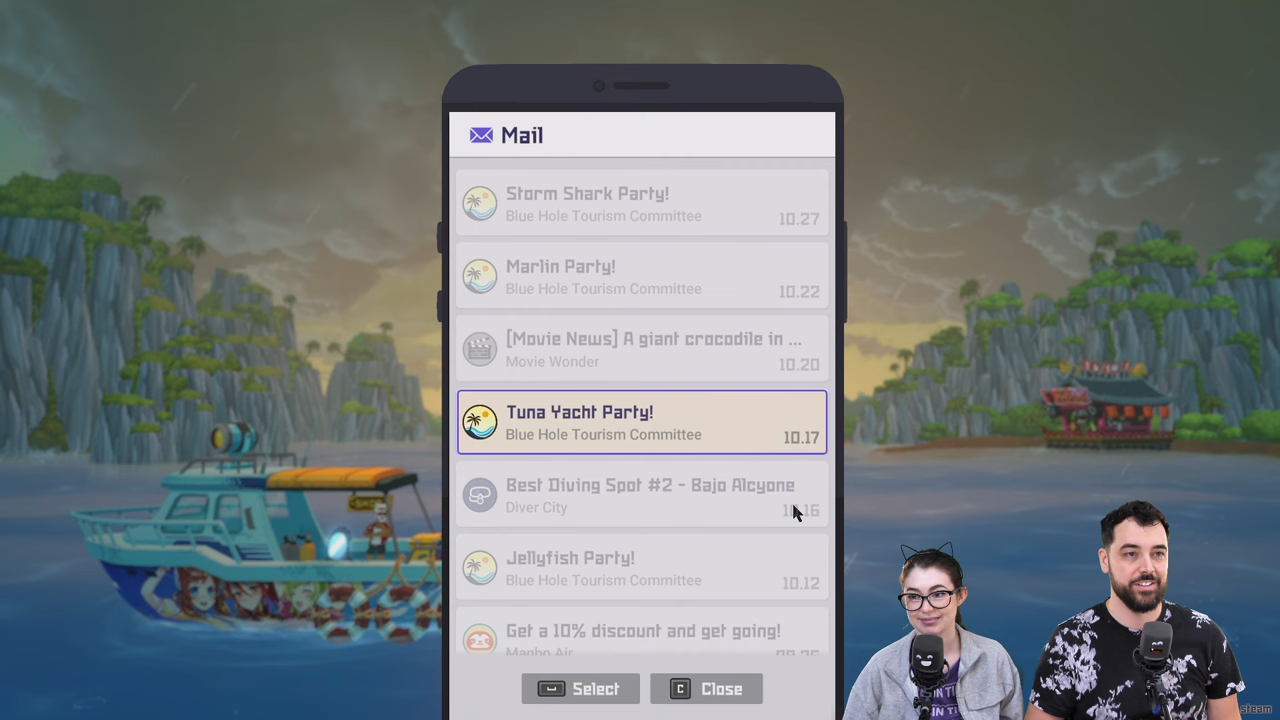 Mail
Storm Shark Party!
Blue Hole Tourism Committee
10.27
Marlin Party!
Blue Hole Tourism Committee
10.22
[Movie News] A giant crocodile in ...
Movie Wonder
10.20
Tuna Yacht Party!
Blue Hole Tourism Committee
10.17
Best Diving Spot #2 - Bajo Alcyone
Diver City
Jellyfish Party!
Blue Hole Tourism Committee
10.12
Get a 10% discount and get going!
Manbo Air
Select
C Close
steam